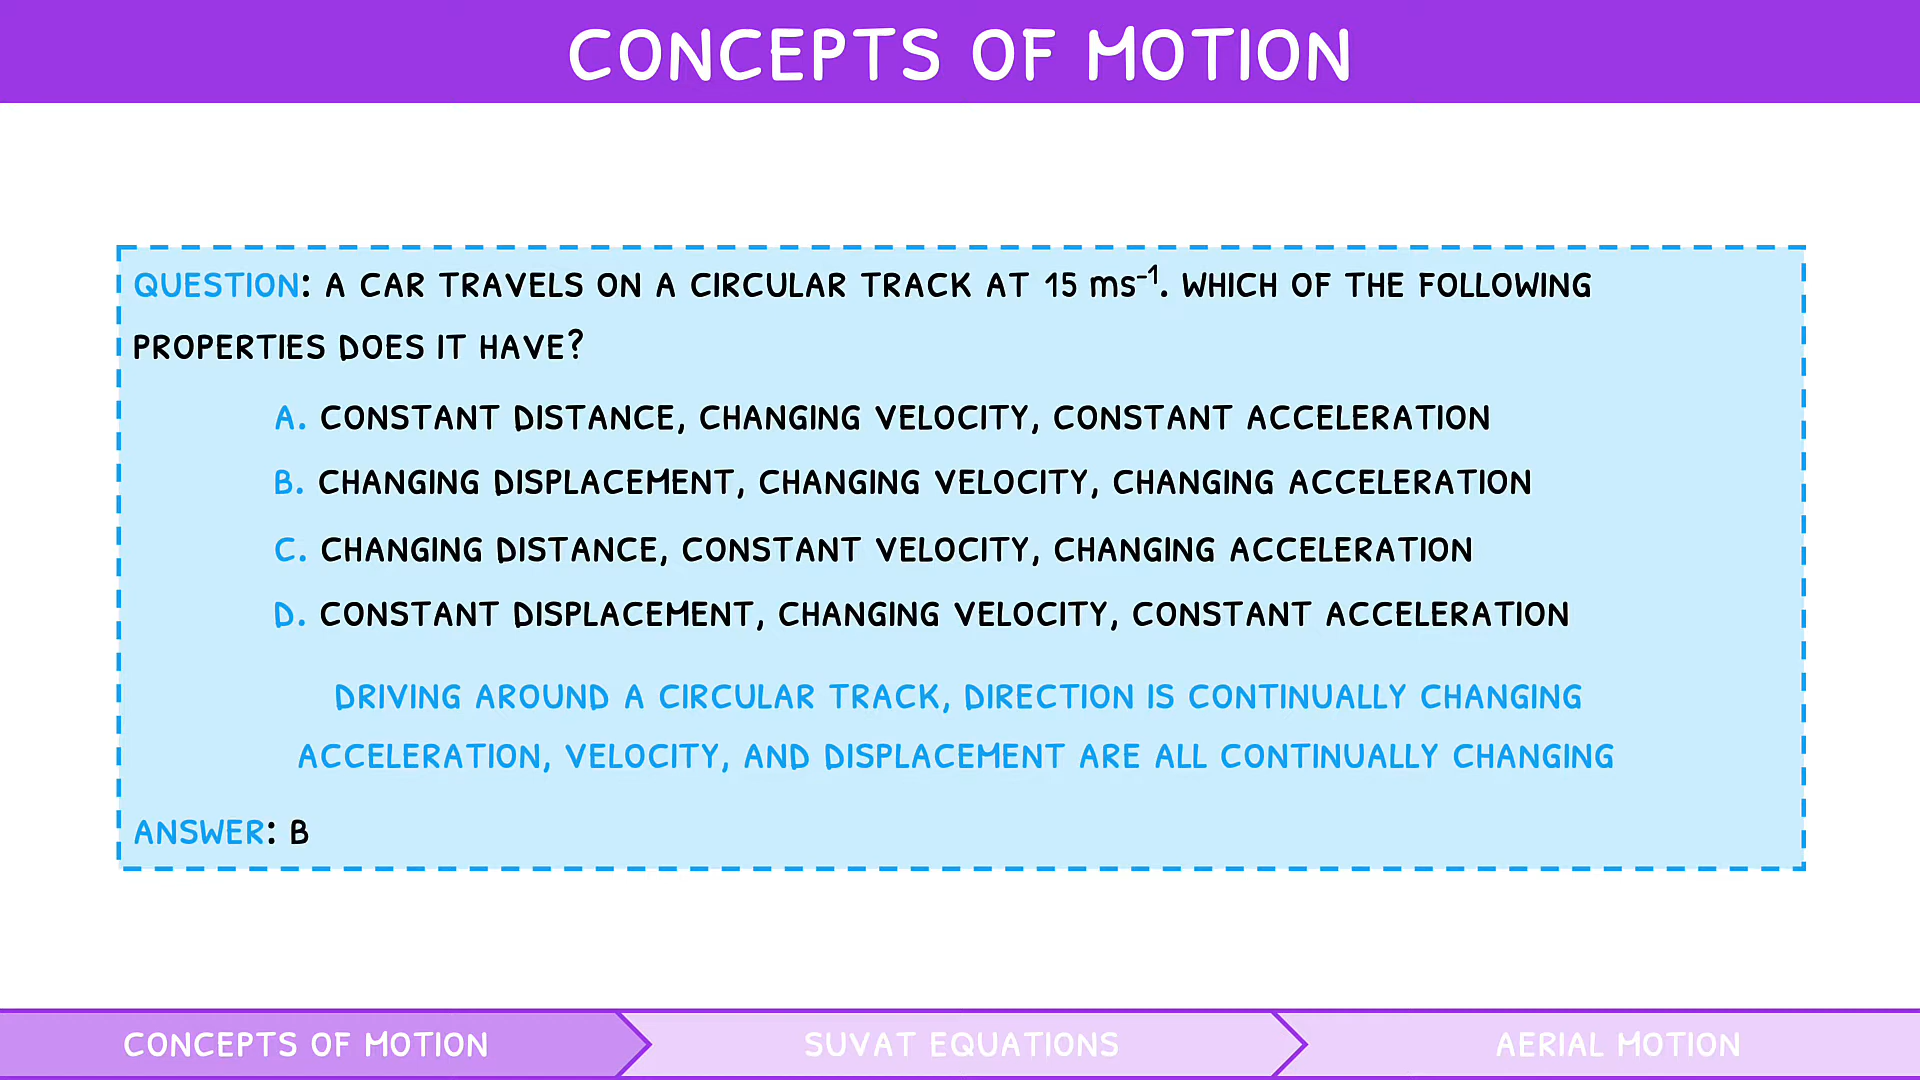 CONCEPTS OF MOTION
QUESTION: A CAR TRAVELS ON A CIRCULAR TRACK AT 15 ms⁻¹. WHICH OF THE FOLLOWING
PROPERTIES DOES IT HAVE?
A. CONSTANT DISTANCE, CHANGING VELOCITY, CONSTANT ACCELERATION
B. CHANGING DISPLACEMENT, CHANGING VELOCITY, CHANGING ACCELERATION
C. CHANGING DISTANCE, CONSTANT VELOCITY, CHANGING ACCELERATION
D. CONSTANT DISPLACEMENT, CHANGING VELOCITY, CONSTANT ACCELERATION
DRIVING AROUND A CIRCULAR TRACK, DIRECTION IS CONTINUALLY CHANGING
ACCELERATION, VELOCITY, AND DISPLACEMENT ARE ALL CONTINUALLY CHANGING
ANSWER: B
CONCEPTS OF MOTION
SUVAT EQUATIONS
AERIAL MOTION